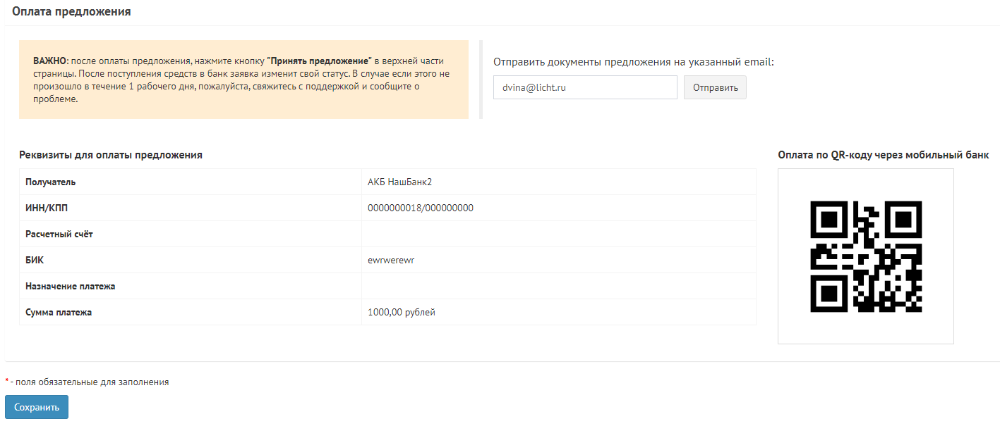 Оплата предложения
ВАЖНО: после оплаты предложения, нажмите кнопку "Принять предложение" в верхней части
страницы. После поступления средств в банк заявка изменит свой статус. В случае если этого не
произошло в течение 1 рабочего дня, пожалуйста, свяжитесь с поддержкой и сообщите о
проблеме.
Отправить документы предложения на указанный email:
dvina@licht.ru Отправить
Реквизиты для оплаты предложения
Получатель АКБ НашБанк2
ИНН/КПП 0000000018/000000000
Расчетный счёт
БИК ewrwerewr
Назначение платежа
Сумма платежа 1000,00 рублей
Оплата по QR-коду через мобильный банк
* - поля обязательные для заполнения
Сохранить